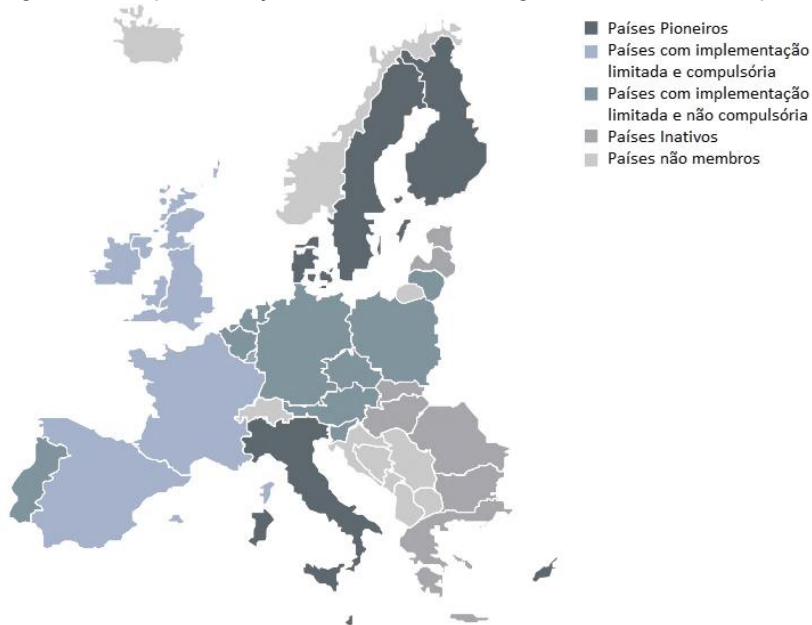 Países Pioneiros
Países com implementação
limitada e compulsória
Países com implementação
limitada e não compulsória
Países Inativos
Países não membros